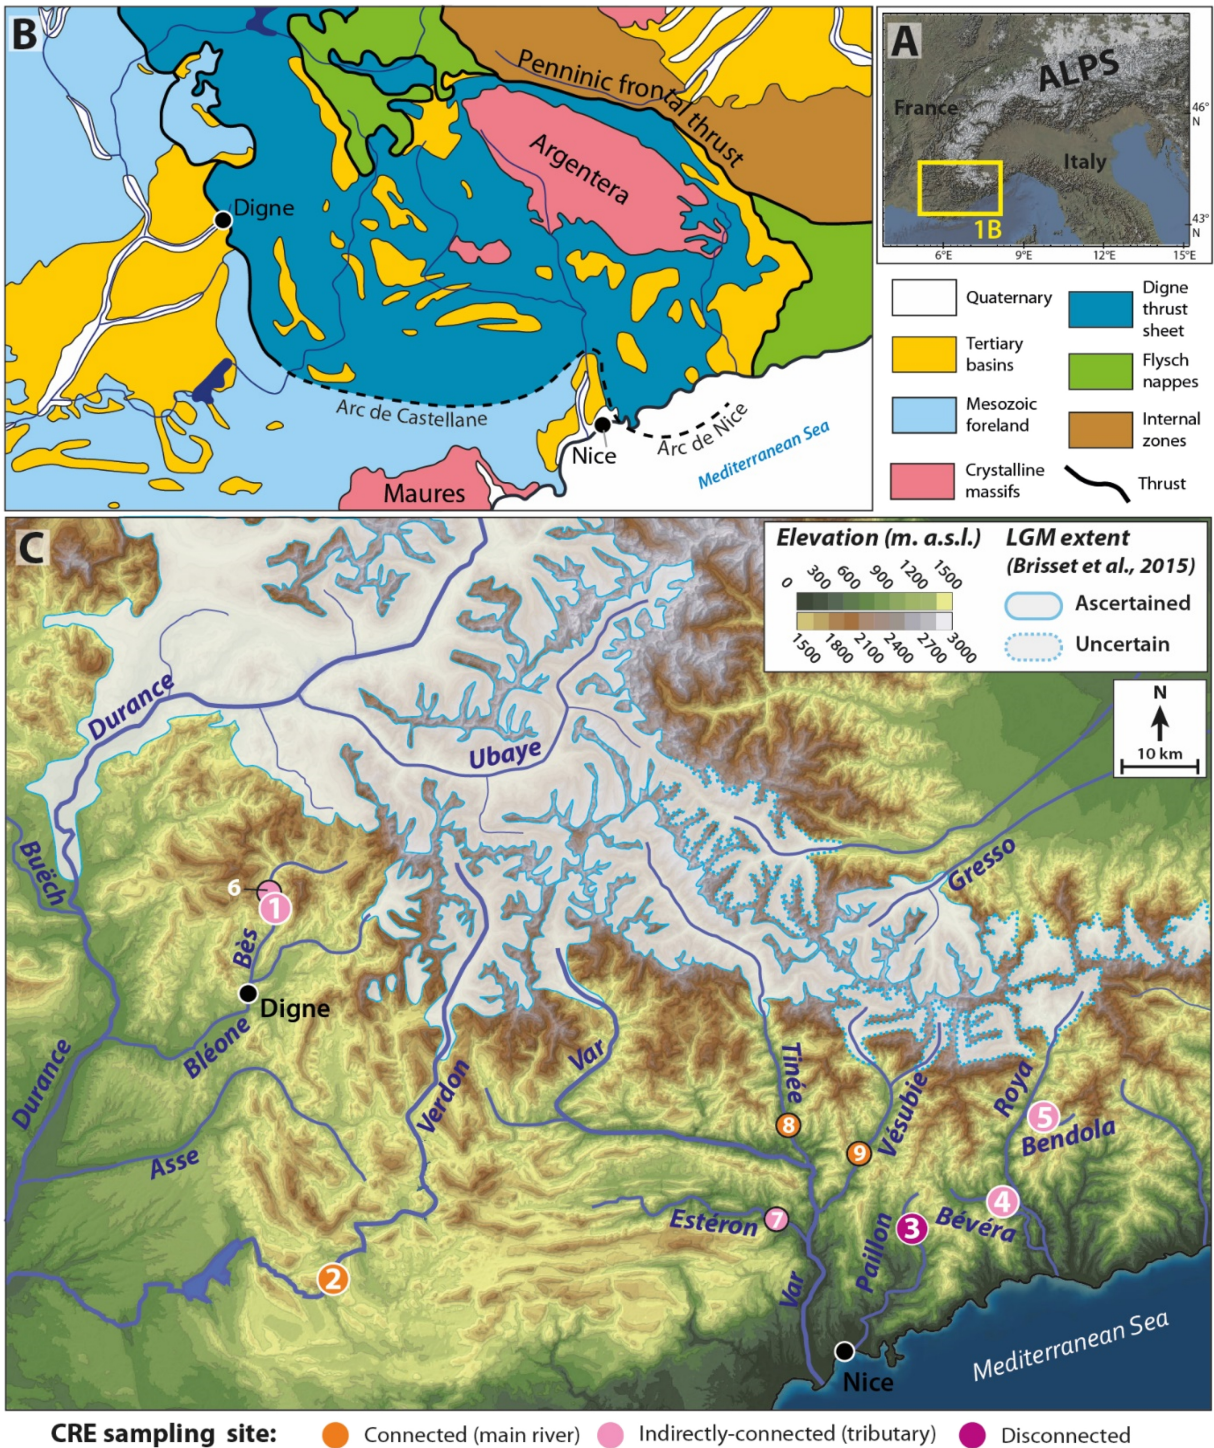 B
Penninic frontal thrust
Argentera
Digne
Arc de Castellane
Nice
Arc de Nice
Mediterranean Sea
Maures
A
ALPS
France
Italy
1B
46°
N
43°
N
6°E
9°E
12°E
15°E
Quaternary
Tertiary
basins
Mesozoic
foreland
Crystalline
massifs
Digne
thrust
sheet
Flysch
nappes
Internal
zones
Thrust
C
Elevation (m. a.s.l.)
0
300
600
900
1200
1500
1500
1800
2100
2400
2700
3000
LGM extent
(Brisset et al., 2015)
Ascertained
Uncertain
N
10 km
Durance
Ubaye
Buëch
Gresso
6
1
Bès
Digne
Bléone
Durance
Asse
Verdon
Var
Tinée
8
9
Vésubie
Roya
5
Bendola
4
Bévéra
Estéron
7
Paillon
3
Var
2
Nice
Mediterranean Sea
CRE sampling site:
Connected (main river)
Indirectly-connected (tributary)
Disconnected